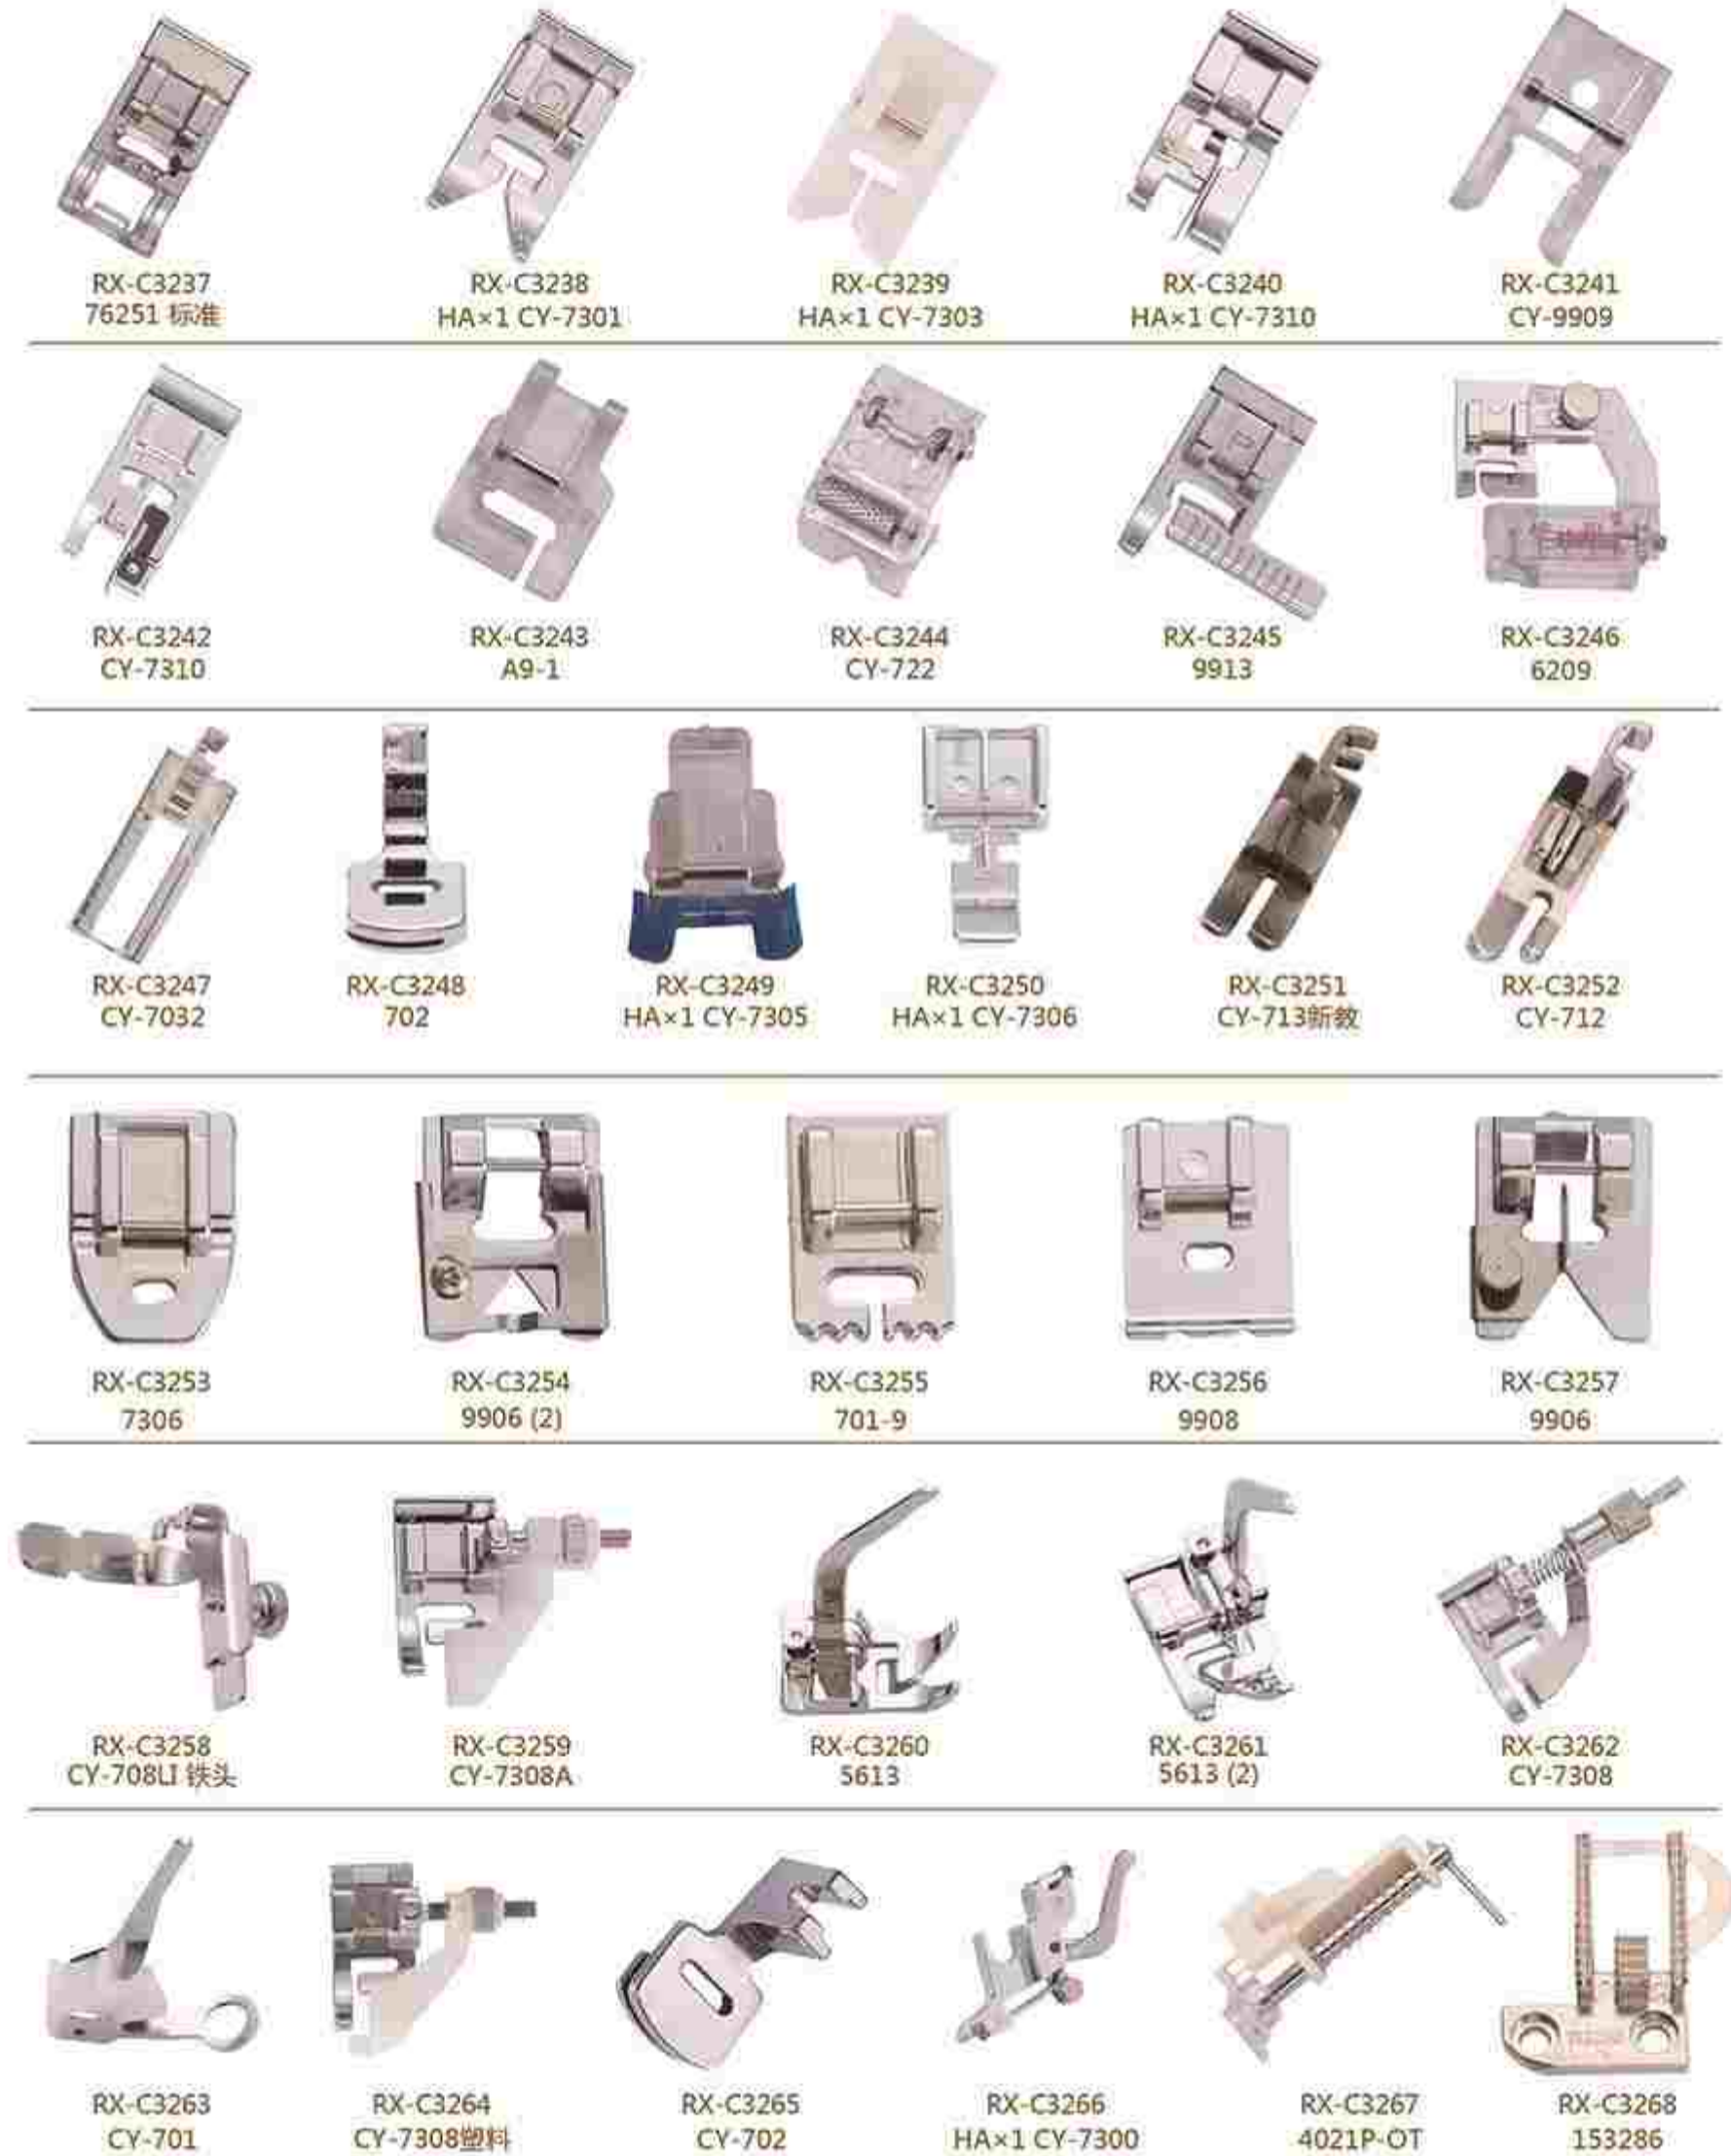 RX-C3237
76251 标准
RX-C3238
HA×1 CY-7301
RX-C3239
HA×1 CY-7303
RX-C3240
HA×1 CY-7310
RX-C3241
CY-9909
RX-C3242
CY-7310
RX-C3243
A9-1
RX-C3244
CY-722
RX-C3245
9913
RX-C3246
6209
RX-C3247
CY-7032
RX-C3248
702
RX-C3249
HA×1 CY-7305
RX-C3250
HA×1 CY-7306
RX-C3251
CY-713新教
RX-C3252
CY-712
RX-C3253
7306
RX-C3254
9906 (2)
RX-C3255
701-9
RX-C3256
9908
RX-C3257
9906
RX-C3258
CY-708LI 铁头
RX-C3259
CY-7308A
RX-C3260
5613
RX-C3261
5613 (2)
RX-C3262
CY-7308
RX-C3263
CY-701
RX-C3264
CY-7308塑料
RX-C3265
CY-702
RX-C3266
HA×1 CY-7300
RX-C3267
4021P-OT
RX-C3268
153286